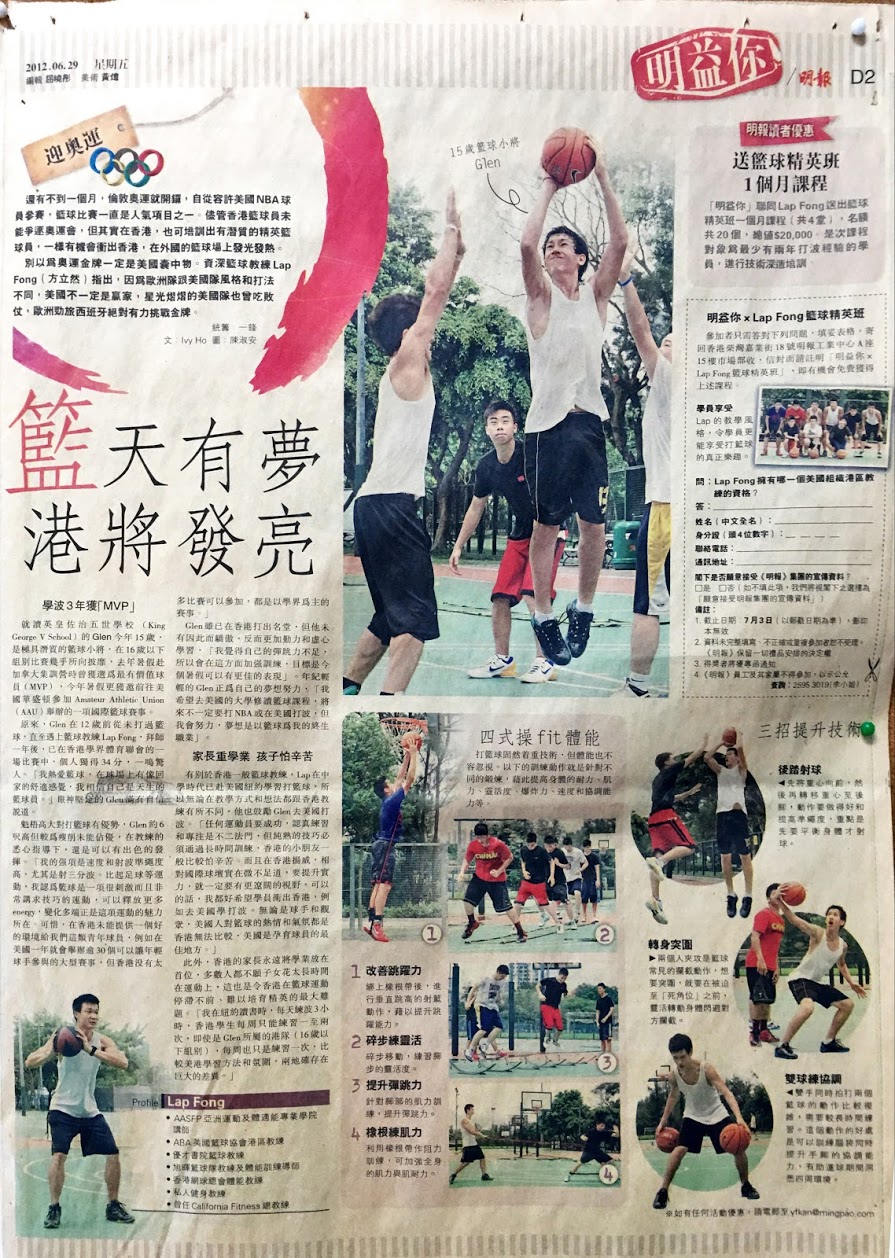 2012.06.29 星期五
編輯 屈曉彤 美術 黃煒
明益你
/明報 D2
迎奧運
還有不到一個月，倫敦奧運就開鑼，自從容許美國NBA球
員參賽，籃球比賽一直是人氣項目之一。儘管香港籃球員未
能爭逐奧運會，但其實在香港，也可培訓出有潛質的精英籃
球員，一樣有機會衝出香港，在外國的籃球場上發光發熱。
別以為奧運金牌一定是美國囊中物。資深籃球教練Lap
Fong（方立然）指出，因為歐洲隊跟美國隊風格和打法
不同，美國不一定是贏家，星光熠熠的美國隊也曾吃敗
仗，歐洲勁旅西班牙絕對有力挑戰金牌。
統籌 一鋒
文：Ivy Ho 圖：陳淑安
籃天有夢
港將發亮
15歲籃球小將
Glen
學波3年獲「MVP」
就讀英皇佐治五世學校（King
George V School）的Glen今年15歲，
是極具潛質的籃球小將，在16歲以下
組別比賽幾乎所向披靡，去年暑假赴
加拿大集訓營時曾獲選為最有價值球
員（MVP），今年暑假更獲邀前往美
國華盛頓參加Amateur Athletic Union
（AAU）舉辦的一項國際籃球賽事。
原來，Glen在12歲前從未打過籃
球，直至遇上籃球教練Lap Fong，拜師
一年後，已在香港學界體育聯會的一
場比賽中，個人獨得34分，一鳴驚
人。「我熱愛籃球，在球場上有像回
家的舒適感覺，我相信自己是天生的
籃球員。」眼神堅定的Glen滿有自信
說道。
魁梧高大對打籃球有優勢，Glen約6
呎高但較為瘦削未能佔優，在教練的
悉心指導下，還是可以有出色的發
揮。「我的強項是速度和射波準繩度
高，尤其是射三分波。比起足球等運
動，我認為籃球是一項很刺激而且非
常講求技巧的運動，可以釋放更多
energy，變化多端正是這項運動的魅力
所在。可惜，在香港未能提供一個好
的環境給我們這類青年球員，例如在
美國一年就會舉辦逾30個可以讓年輕
球手參與的大型賽事，但香港沒有太
多比賽可以參加，都是以學界為主的
賽事。」
Glen雖已在香港打出名堂，但他未
有因此而驕傲，反而更加勤力和虛心
學習，「我覺得自己的彈跳力不足，
所以會在這方面加強訓練，目標是今
個暑假可以有更佳的表現」。年紀輕
輕的Glen正為自己的夢想努力，「我
希望去美國的大學修讀籃球課程，將
來不一定要打NBA或在美國打波，但
我會努力，夢想是以籃球為我的終生
職業」。
家長重學業 孩子怕辛苦
有別於香港一般籃球教練，Lap在中
學時代已赴美國紐約學習打籃球，所
以無論在教學方式和想法都跟香港教
練有所不同，他也鼓勵Glen去美國打
波。「任何運動員要成功，認真練習
和專注是不二法門，但純熟的技巧必
須通過長時間訓練，香港的小朋友一
般比較怕辛苦。而且在香港揚威，相
對國際球壇實在微不足道，要提升實
力，就一定要有更遼闊的視野，可以
的話，我都好希望學員衝出香港，例
如去美國學打波。無論是球手和觀
眾，美國人對籃球的熱情和氣氛都是
香港無法比較，美國是孕育球員的最
佳地方。」
此外，香港的家長永遠將學業放在
首位，多數人都不願子女花太長時間
在運動上，這也是令香港在籃球運動
停滯不前、難以培育精英的最大難
題。「我在紐約讀書時，每天練波3小
時，香港學生每周只能練習一至兩
次，即使是Glen所屬的港隊（16歲以
下組別），每周也只是練習一次，比
較美港學習方法和氛圍，兩地確存在
巨大的差異。」
Profile Lap Fong
• AASFP 亞洲運動及體適能專業學院
講師
• ABA 美國籃球協會港區教練
• 優才書院籃球教練
• 旭輝籃球隊教練及體能訓練導師
• 香港網球總會體能教練
• 私人健身教練
• 曾任California Fitness總教練
四式操fit體能
打籃球固然着重技術，但體能也不
容忽視。以下的訓練動作就是針對不
同的鍛煉，藉此提高身體的耐力、肌
力、靈活度、爆炸力、速度和協調能
力等。
1
2
3
4
1 改善跳躍力
綁上橡根帶後，進
行垂直跳高的射籃
動作，藉以提升跳
躍能力。
2 碎步練靈活
碎步移動，練習腳
步的靈活度。
3 提升彈跳力
針對腳部的肌力訓
練，提升彈跳力。
4 橡根練肌力
利用橡根帶作阻力
訓練，可加強全身
的肌力與肌耐力。
三招提升技術
後踏射球
◀先將重心向前，然
後再轉移重心至後
腿，動作要做得好和
提高準繩度，重點是
先要平衡身體才射
球。
轉身突圍
▶兩個人夾攻是籃球
常見的攔截動作，想
要突圍，就要在被迫
至「死角位」之前，
靈活轉動身體閃避對
方攔截。
雙球練協調
◀雙手同時拍打兩個
籃球的動作比較複
雜，需要較長時間練
習。這個動作的好處
是可以訓練腦袋同時
提升手腳的協調能
力，有助運球期間洞
悉四周環境。
※如有任何活動優惠，請電郵至yfkan@mingpao.com
明報讀者優惠
送籃球精英班
1個月課程
「明益你」聯同Lap Fong送出籃球
精英班一個月課程（共4堂），名額
共20個，總值$20,000。是次課程
對象為最少有兩年打波經驗的學
員，進行技術深造培訓。
明益你 x Lap Fong 籃球精英班
參加者只需答對下列問題，填妥表格，寄
回香港柴灣嘉業街18號明報工業中心A座
15樓市場部收，信封面請註明「明益你 x
Lap Fong籃球精英班」，即有機會免費獲得
上述課程。
學員享受
Lap的教學風
格，令學員更
能享受打籃球
的真正樂趣。
問：Lap Fong擁有哪一個美國組織港區教
練的資格？
答：
姓名（中文全名）：
身分證（頭4位數字）：
聯絡電話：
通訊地址：
閣下是否願意接受《明報》集團的宣傳資料？
□是 □否（如不填此項，我們將視閣下之選擇為
「願意接受明報集團的宣傳資料」）
備註：
1. 截止日期 7月3日（以郵戳日期為準），影印
本無效
2. 資料未完整填寫、不正確或重複參加者恕不受理。
《明報》保留一切禮品安排的決定權
3. 得獎者將優專函通知
4. 《明報》員工及其家屬不得參加，以示公允
查詢：2595 3019（李小姐）